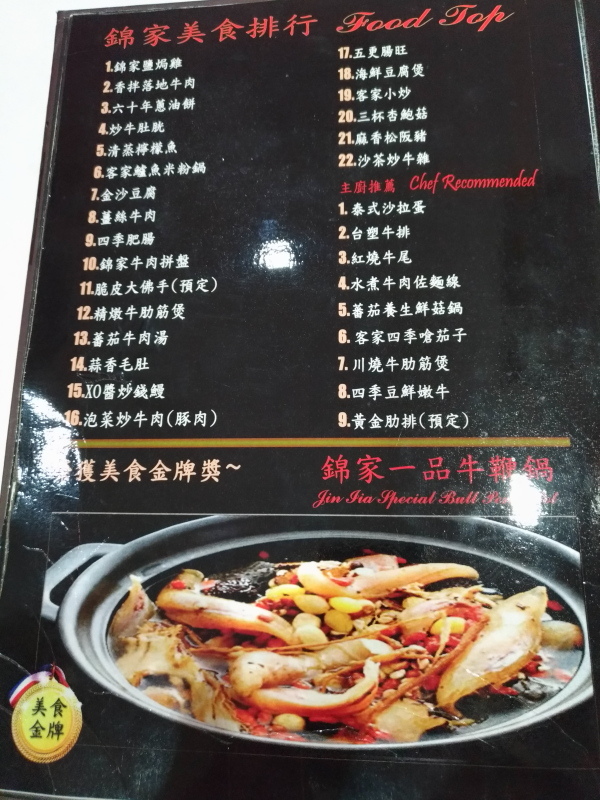 錦家美食排行 Food Top
1.錦家鹽焗雞
2.香拌落地牛肉
3.六十年蔥油餅
4.炒牛肚胘
5.清蒸檸檬魚
6.客家鱸魚米粉鍋
7.金沙豆腐
8.薑絲牛肉
9.四季肥腸
10.錦家牛肉拼盤
11.脆皮大佛手(預定)
12.精燉牛肋筋煲
13.蕃茄牛肉湯
14.蒜香毛肚
15.XO醬炒錢鰻
16.泡菜炒牛肉(豚肉)
17.五更腸旺
18.海鮮豆腐煲
19.客家小炒
20.三杯杏鮑菇
21.麻香松阪豬
22.沙茶炒牛雜
主廚推薦 Chef Recommended
1.泰式沙拉蛋
2.台塑牛排
3.紅燒牛尾
4.水煮牛肉佐麵線
5.蕃茄養生鮮菇鍋
6.客家四季嗆茄子
7.川燒牛肋筋煲
8.四季豆鮮嫩牛
9.黃金肋排(預定)
獲美食金牌獎~
錦家一品牛鞭鍋
Jin Jia Special Bull
美食
金牌